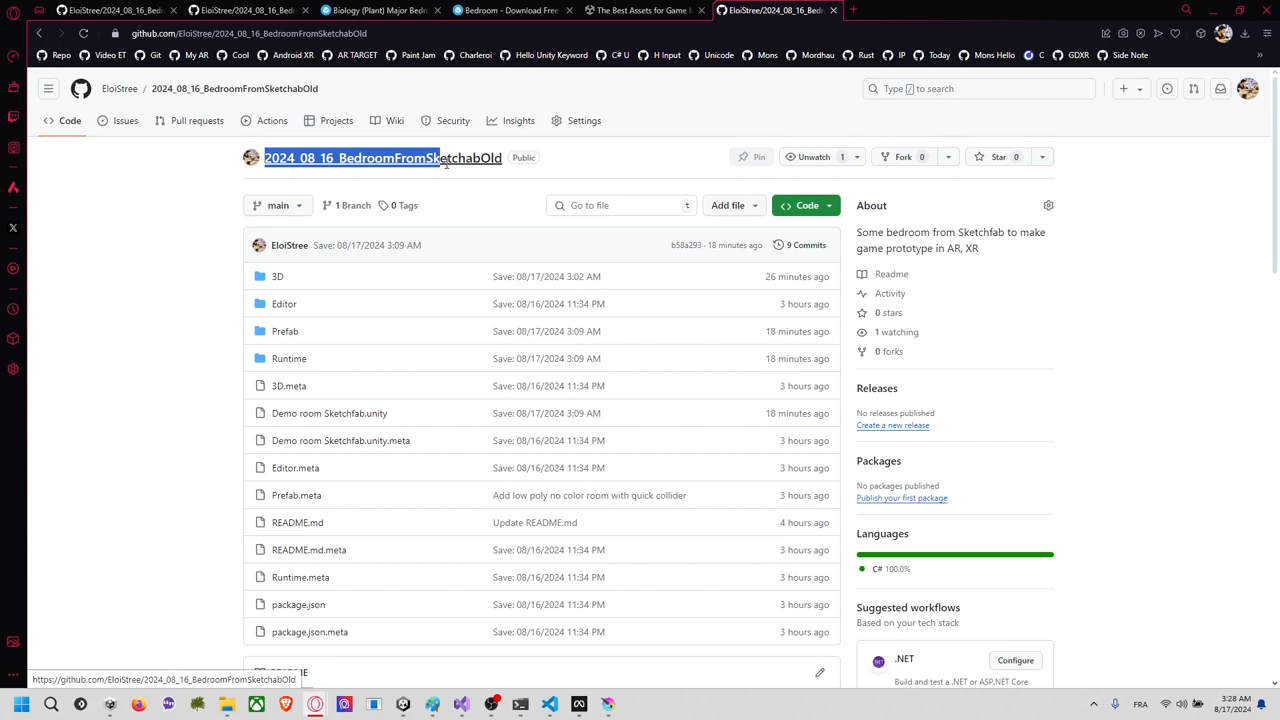 EloiStree/2024_08_16_Bed
EloiStree/2024_08_16_Bed
Biology (Plant) Major Bedr
Bedroom - Download Free
The Best Assets for Game M
EloiStree/2024_08_16_Bed
github.com/EloiStree/2024_08_16_BedroomFromSketchabOld
Repo
Video ET
Git
My AR
Cool
Android XR
AR TARGET
Paint Jam
Charleroi
Hello Unity Keyword
C# U
H Input
Unicode
Mons
Mordhau
Rust
IP
Today
Mons Hello
C
GDXR
Side Note
EloiStree / 2024_08_16_BedroomFromSketchabOld
Type / to search
Code
Issues
Pull requests
Actions
Projects
Wiki
Security
Insights
Settings
2024_08_16_BedroomFromSketchabOld Public
Pin
Unwatch 1
Fork 0
Star 0
main
1 Branch
0 Tags
Go to file t
Add file
Code
EloiStree Save: 08/17/2024 3:09 AM b58a293 · 18 minutes ago 9 Commits
3D Save: 08/17/2024 3:02 AM 26 minutes ago
Editor Save: 08/16/2024 11:34 PM 3 hours ago
Prefab Save: 08/17/2024 3:09 AM 18 minutes ago
Runtime Save: 08/17/2024 3:09 AM 18 minutes ago
3D.meta Save: 08/16/2024 11:34 PM 3 hours ago
Demo room Sketchfab.unity Save: 08/17/2024 3:09 AM 18 minutes ago
Demo room Sketchfab.unity.meta Save: 08/16/2024 11:34 PM 3 hours ago
Editor.meta Save: 08/16/2024 11:34 PM 3 hours ago
Prefab.meta Add low poly no color room with quick collider 3 hours ago
README.md Update README.md 4 hours ago
README.md.meta Save: 08/16/2024 11:34 PM 3 hours ago
Runtime.meta Save: 08/16/2024 11:34 PM 3 hours ago
package.json Save: 08/16/2024 11:34 PM 3 hours ago
package.json.meta Save: 08/16/2024 11:34 PM 3 hours ago
About
Some bedroom from Sketchfab to make
game prototype in AR, XR
Readme
Activity
0 stars
1 watching
0 forks
Releases
No releases published
Create a new release
Packages
No packages published
Publish your first package
Languages
C# 100.0%
Suggested workflows
Based on your tech stack
.NET
Configure
Build and test a .NET or ASP.NET Core
https://github.com/EloiStree/2024_08_16_BedroomFromSketchabOld
FRA
3:28 AM
8/17/2024